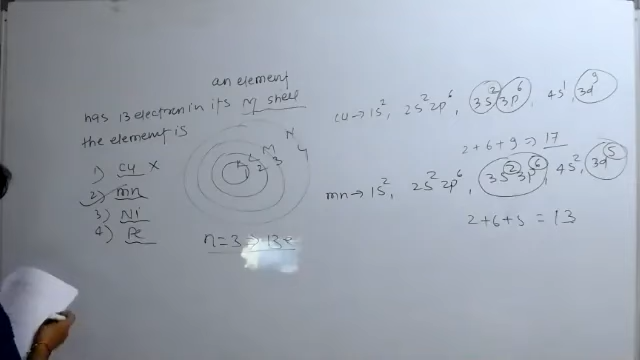 an element
has 13 electron in its M shell
the element is
1) Cu ×
2) mn
3) Ni
4) Fe
K L M N
1 2 3 4
n=3 ⇒ 13e
Cu → 1s², 2s² 2p⁶, 3s² 3p⁶, 4s¹, 3d⁹
2+6+9 ⇒ 17
mn → 1s², 2s² 2p⁶, 3s² 3p⁶, 4s², 3d⁵
2+6+5 = 13